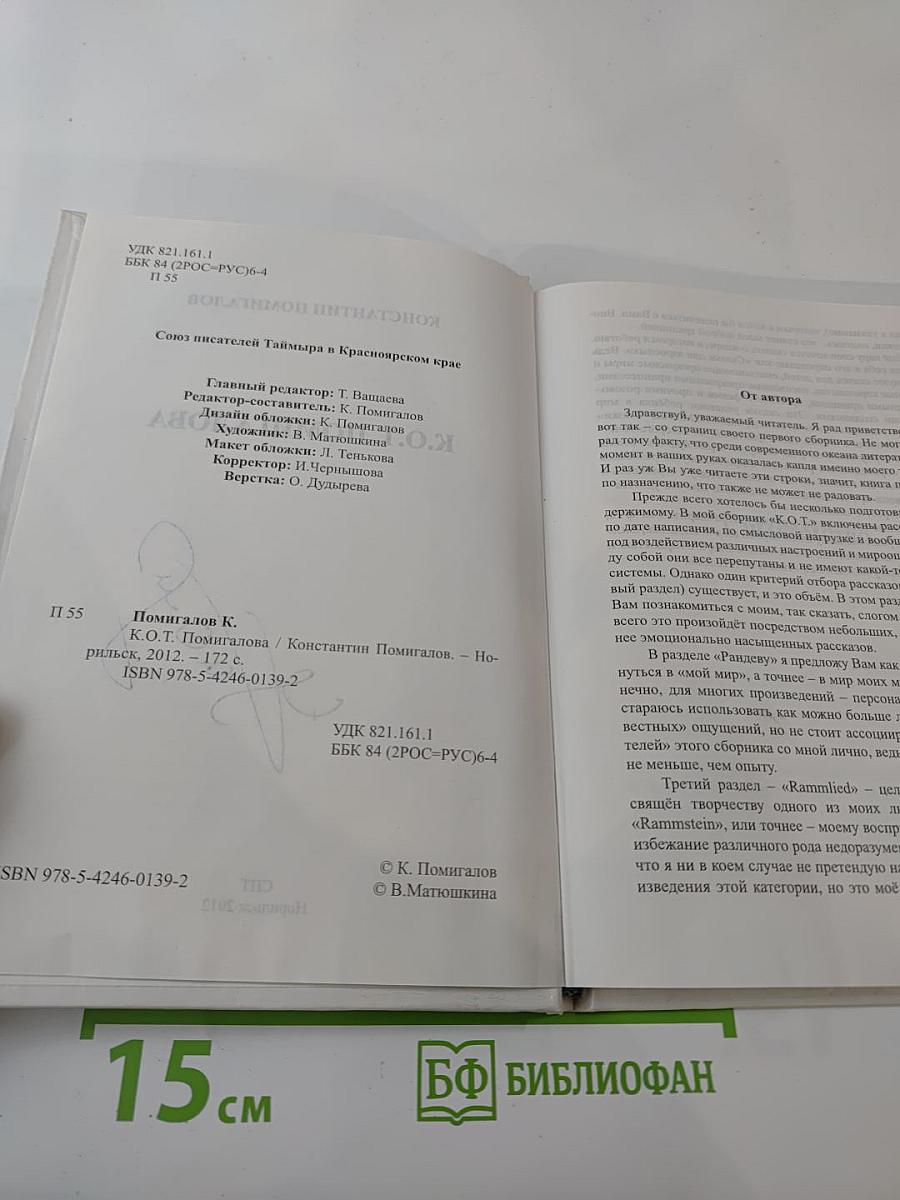 УДК 821.161.1
ББК 84 (2РОС=РУС)6-4
П 55
Союз писателей Таймыра в Красноярском крае
Главный редактор: Т. Ващаева
Редактор-составитель: К. Помигалов
Дизайн обложки: К. Помигалов
Художник: В. Матюшкина
Макет обложки: Л. Тенькова
Корректор: И.Чернышова
Верстка: О. Дудырева
П 55
Помигалов К.
К.О.Т. Помигалова / Константин Помигалов. – Но-
рильск, 2012. – 172 с.
ISBN 978-5-4246-0139-2
УДК 821.161.1
ББК 84 (2РОС=РУС)6-4
SBN 978-5-4246-0139-2
© К. Помигалов
© В.Матюшкина
От автора
Здравствуй, уважаемый читатель. Я рад приветство
вот так – со страниц своего первого сборника. Не мог
рад тому факту, что среди современного океана литерат
момент в ваших руках оказалась капля именно моего
И раз уж Вы уже читаете эти строки, значит, книга п
по назначению, что также не может не радовать.
Прежде всего хотелось бы несколько подготов
держимому. В мой сборник «К.О.Т.» включены расс
по дате написания, по смысловой нагрузке и вообщ
под воздействием различных настроений и мироощ
ду собой они все перепутаны и не имеют какой-т
системы. Однако один критерий отбора рассказо
вый раздел) существует, и это объём. В этом разд
Вам познакомиться с моим, так сказать, слогом
всего это произойдёт посредством небольших,
нее эмоционально насыщенных рассказов.
В разделе «Рандеву» я предложу Вам как
нуться в «мой мир», а точнее – в мир моих м
нечно, для многих произведений – персона
стараюсь использовать как можно больше л
вестных» ощущений, но не стоит ассоциир
телей» этого сборника со мной лично, ведь
не меньше, чем опыту.
Третий раздел – «Rammlied» – цел
свящён творчеству одного из моих л
«Rammstein», или точнее – моему воспр
избежание различного рода недоразуме
что я ни в коем случае не претендую на
изведения этой категории, но это моё
15 см
БФ БИБЛИОФАН